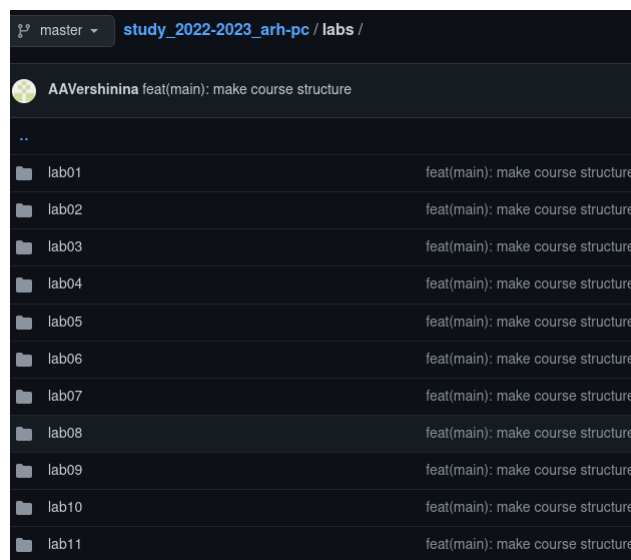 master study_2022-2023_arh-pc / labs /
AAVershinina feat(main): make course structure
..
lab01 feat(main): make course structure
lab02 feat(main): make course structure
lab03 feat(main): make course structure
lab04 feat(main): make course structure
lab05 feat(main): make course structure
lab06 feat(main): make course structure
lab07 feat(main): make course structure
lab08 feat(main): make course structure
lab09 feat(main): make course structure
lab10 feat(main): make course structure
lab11 feat(main): make course structure